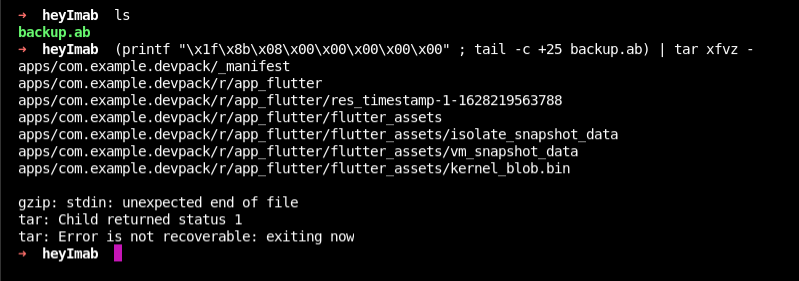 → heyImab ls
backup.ab
→ heyImab (printf "\x1f\x8b\x08\x00\x00\x00\x00\x00" ; tail -c +25 backup.ab) | tar xfvz -
apps/com.example.devpack/_manifest
apps/com.example.devpack/r/app_flutter
apps/com.example.devpack/r/app_flutter/res_timestamp-1-1628219563788
apps/com.example.devpack/r/app_flutter/flutter_assets
apps/com.example.devpack/r/app_flutter/flutter_assets/isolate_snapshot_data
apps/com.example.devpack/r/app_flutter/flutter_assets/vm_snapshot_data
apps/com.example.devpack/r/app_flutter/flutter_assets/kernel_blob.bin
gzip: stdin: unexpected end of file
tar: Child returned status 1
tar: Error is not recoverable: exiting now
→ heyImab